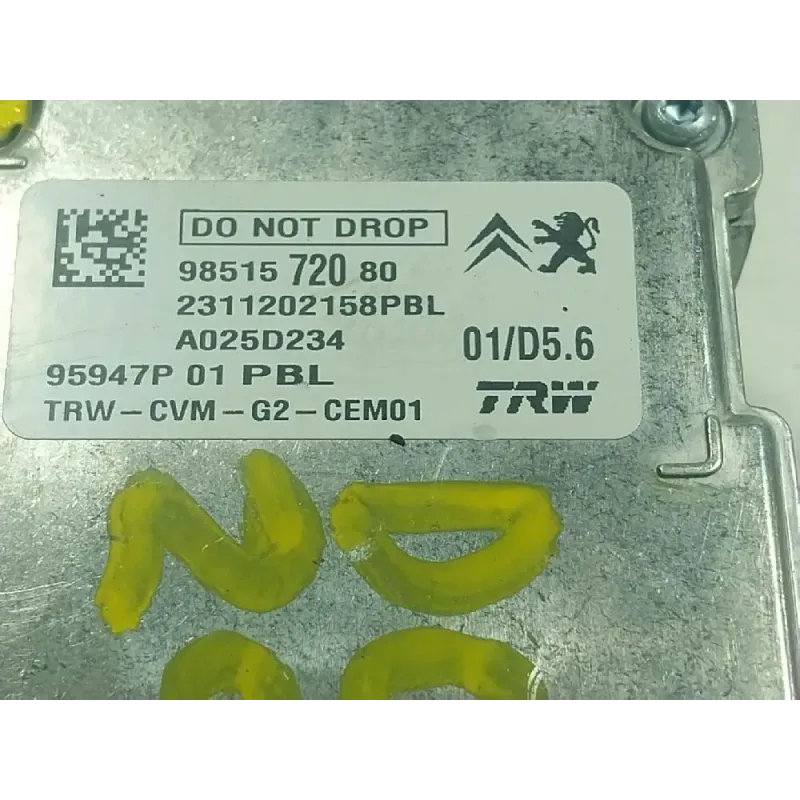 DO NOT DROP
98515 720 80
2311202158PBL
A025D234
01/D5.6
95947P 01 PBL
TRW
TRW-CVM-G2-CEM01
ND